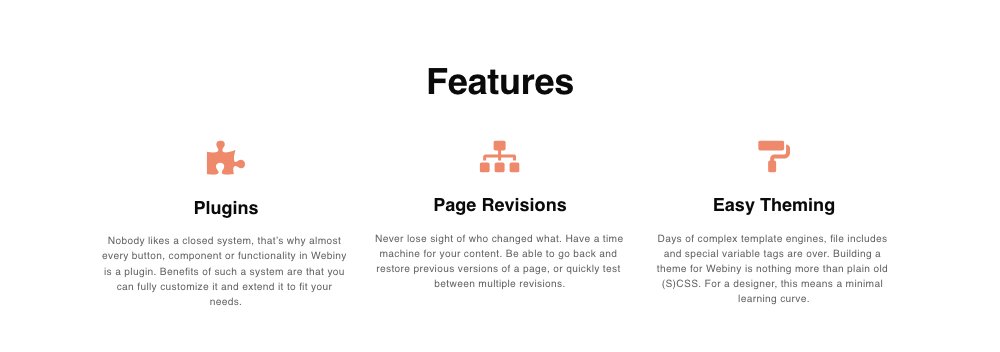 Features
Plugins
Nobody likes a closed system, that's why almost
every button, component or functionality in Webiny
is a plugin. Benefits of such a system are that you
can fully customize it and extend it to fit your
needs.
Page Revisions
Never lose sight of who changed what. Have a time
machine for your content. Be able to go back and
restore previous versions of a page, or quickly test
between multiple revisions.
Easy Theming
Days of complex template engines, file includes
and special variable tags are over. Building a
theme for Webiny is nothing more than plain old
(S)CSS. For a designer, this means a minimal
learning curve.